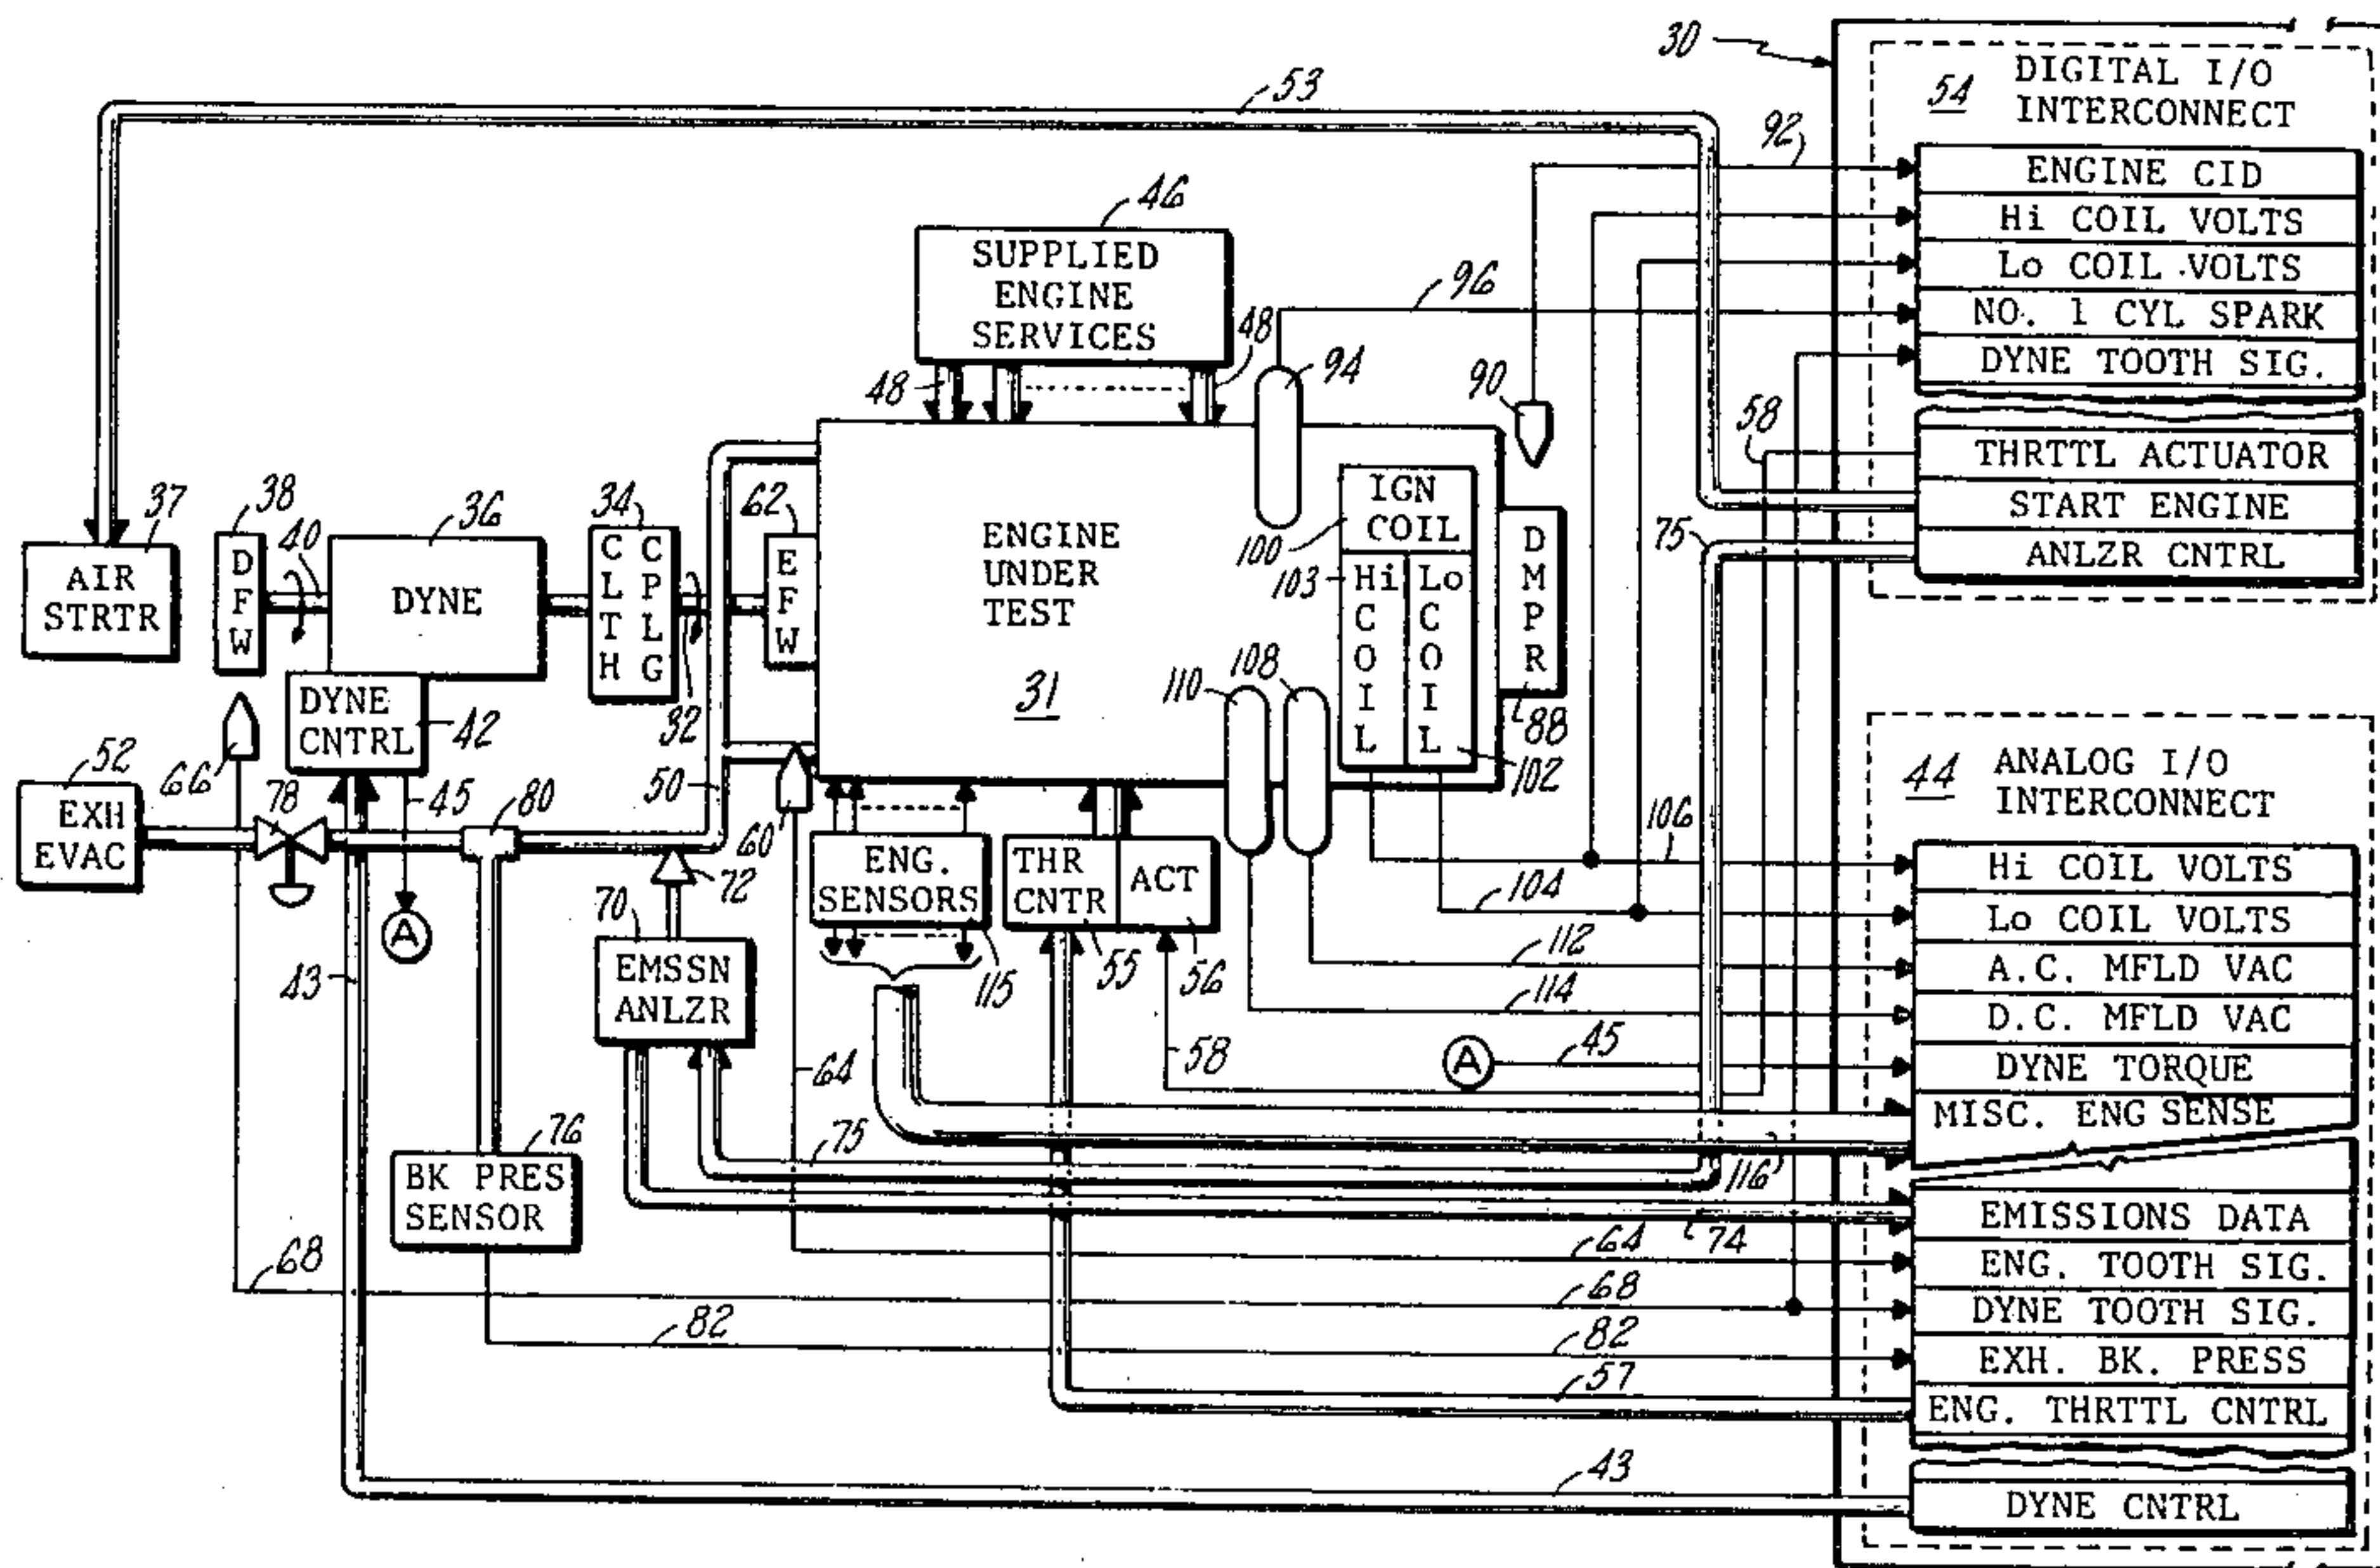 30
54
DIGITAL I/O
INTERCONNECT
53
92
ENGINE CID
Hi COIL VOLTS
Lo COIL VOLTS
NO. 1 CYL SPARK
DYNE TOOTH SIG.
THRTTL ACTUATOR
START ENGINE
ANLZR CNTRL
46
SUPPLIED
ENGINE
SERVICES
48
48
96
94
90
58
75
37
AIR
STRTR
38
DFW
40
36
DYNE
34
CLTH
CPLG
32
62
EFW
ENGINE
UNDER
TEST
31
IGN
COIL
100
103
Hi COIL
Lo COIL
102
DMPR
88
110
108
DYNE
CNTRL
42
66
52
EXH
EVAC
78
45
80
50
60
72
A
43
70
EMSSN
ANLZR
ENG.
SENSORS
115
THR
CNTR
55
ACT
56
106
104
112
114
58
A
45
64
75
116
74
76
BK PRES
SENSOR
68
82
64
68
82
57
43
44
ANALOG I/O
INTERCONNECT
Hi COIL VOLTS
Lo COIL VOLTS
A.C. MFLD VAC
D.C. MFLD VAC
DYNE TORQUE
MISC. ENG SENSE
EMISSIONS DATA
ENG. TOOTH SIG.
DYNE TOOTH SIG.
EXH. BK. PRESS
ENG. THRTTL CNTRL
DYNE CNTRL